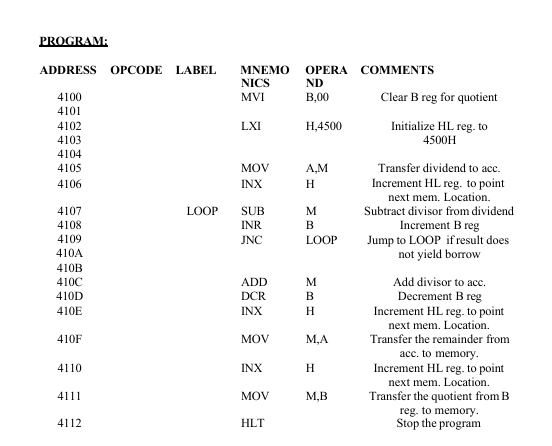 PROGRAM:
ADDRESS OPCODE LABEL MNEMO OPERA COMMENTS
NICS ND
4100 MVI B,00 Clear B reg for quotient
4101
4102 LXI H,4500 Initialize HL reg. to
4103 4500H
4104
4105 MOV A,M Transfer dividend to acc.
4106 INX H Increment HL reg. to point
next mem. Location.
4107 LOOP SUB M Subtract divisor from dividend
4108 INR B Increment B reg
4109 JNC LOOP Jump to LOOP if result does
410A not yield borrow
410B
410C ADD M Add divisor to acc.
410D DCR B Decrement B reg
410E INX H Increment HL reg. to point
next mem. Location.
410F MOV M,A Transfer the remainder from
acc. to memory.
4110 INX H Increment HL reg. to point
next mem. Location.
4111 MOV M,B Transfer the quotient from B
reg. to memory.
4112 HLT Stop the program